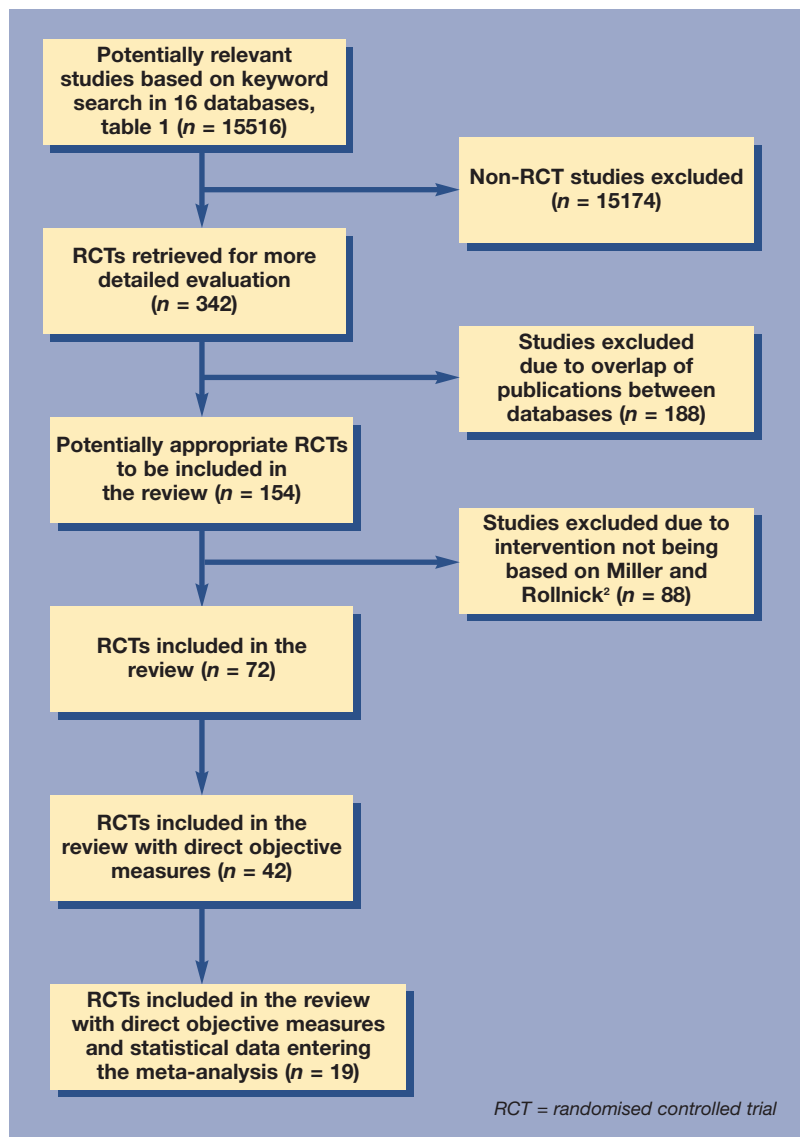 Potentially relevant
studies based on keyword
search in 16 databases,
table 1 (n = 15516)
Non-RCT studies excluded
(n = 15174)
RCTs retrieved for more
detailed evaluation
(n = 342)
Studies excluded
due to overlap of
publications between
databases (n = 188)
Potentially appropriate RCTs
to be included in
the review (n = 154)
Studies excluded due to
intervention not being
based on Miller and
Rollnick² (n = 88)
RCTs included in the
review (n = 72)
RCTs included in the
review with direct objective
measures (n = 42)
RCTs included in the review
with direct objective measures
and statistical data entering
the meta-analysis (n = 19)
RCT = randomised controlled trial